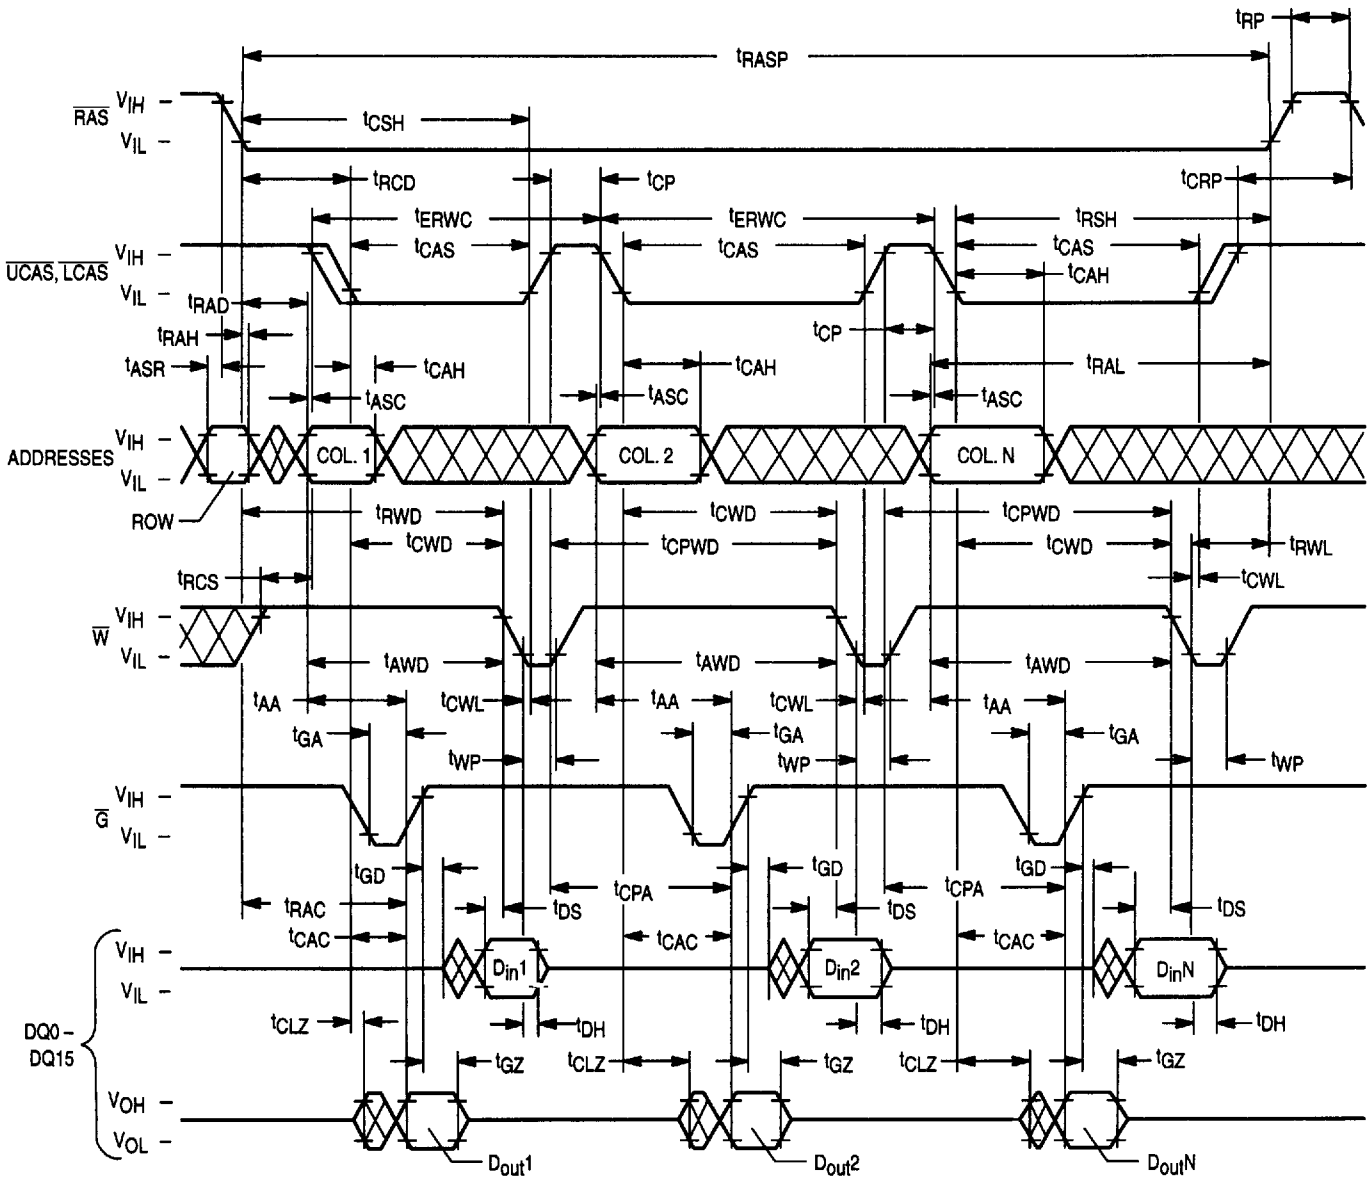 tRP
tRASP
RAS
VIH
VIL
tCSH
tRCD
tCP
tCRP
tERWC
tERWC
tRSH
UCAS, LCAS
VIH
VIL
tCAS
tCAS
tCAS
tCAH
tRAD
tRAH
tCP
tASR
tCAH
tCAH
tRAL
tASC
tASC
tASC
ADDRESSES
VIH
VIL
COL. 1
COL. 2
COL. N
ROW
tRWD
tCWD
tCPWD
tCWD
tCPWD
tCWD
tRWL
tRCS
tCWL
W
VIH
VIL
tAWD
tAWD
tAWD
tAA
tCWL
tAA
tCWL
tAA
tGA
tGA
tGA
tWP
tWP
tWP
G
VIH
VIL
tGD
tCPA
tGD
tCPA
tGD
tRAC
tDS
tDS
tDS
tCAC
tCAC
tCAC
VIH
VIL
Din1
Din2
DinN
DQ0 –
DQ15
tCLZ
tDH
tDH
tDH
tGZ
tCLZ
tGZ
tCLZ
tGZ
VOH
VOL
Dout1
Dout2
DoutN